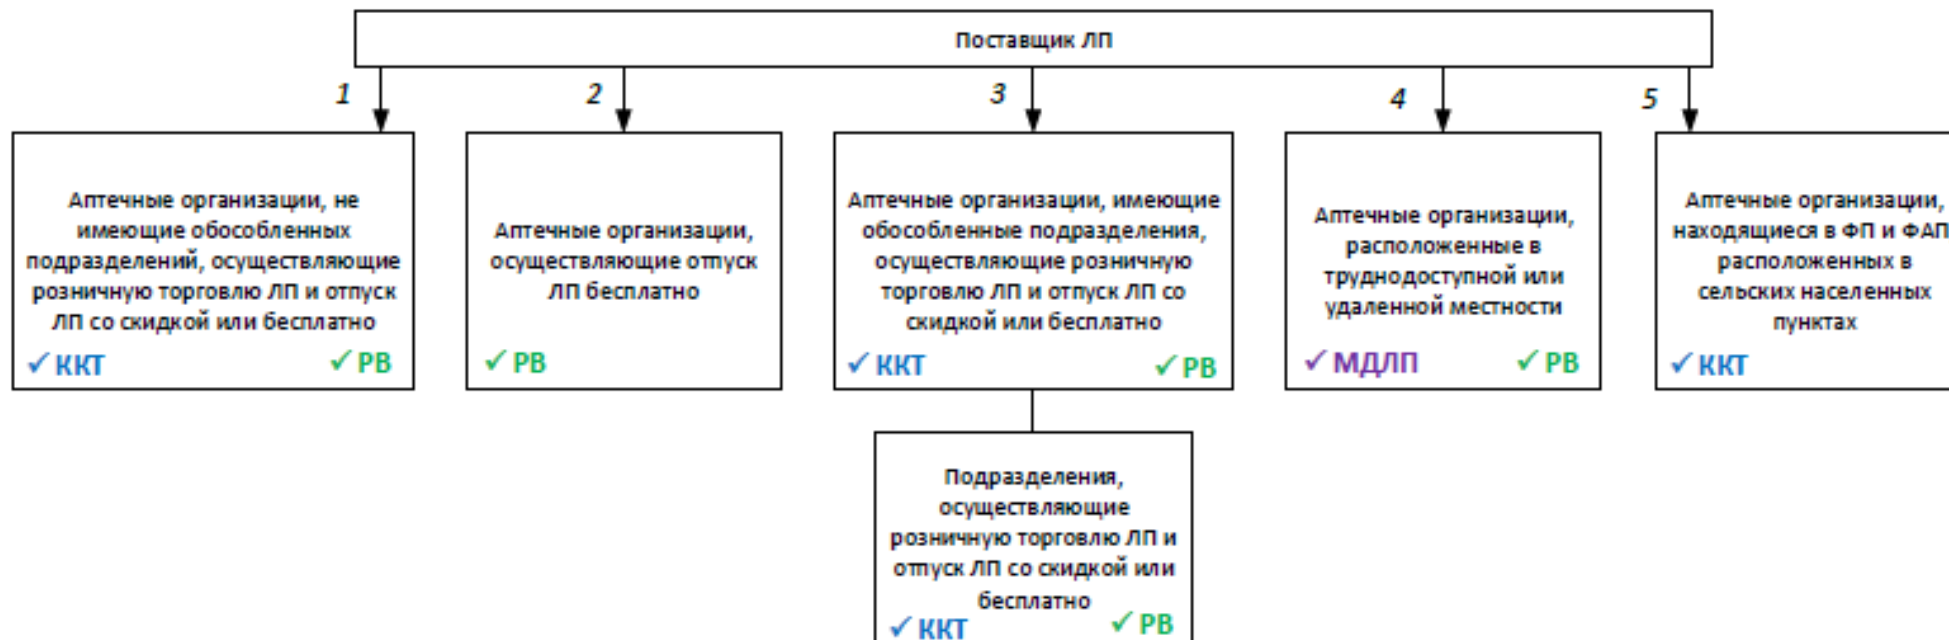 Поставщик ЛП
1
2
3
4
5
Аптечные организации, не
имеющие обособленных
подразделений, осуществляющие
розничную торговлю ЛП и отпуск
ЛП со скидкой или бесплатно
✓ ККТ
✓ РВ
Аптечные организации,
осуществляющие отпуск
ЛП бесплатно
✓ РВ
Аптечные организации, имеющие
обособленные подразделения,
осуществляющие розничную
торговлю ЛП и отпуск ЛП со
скидкой или бесплатно
✓ ККТ
✓ РВ
Аптечные организации,
расположенные в
труднодоступной или
удаленной местности
✓ МДЛП
✓ РВ
Аптечные организации,
находящиеся в ФП и ФАП
расположенных в
сельских населенных
пунктах
✓ ККТ
Подразделения,
осуществляющие
розничную торговлю ЛП и
отпуск ЛП со скидкой или
бесплатно
✓ ККТ
✓ РВ